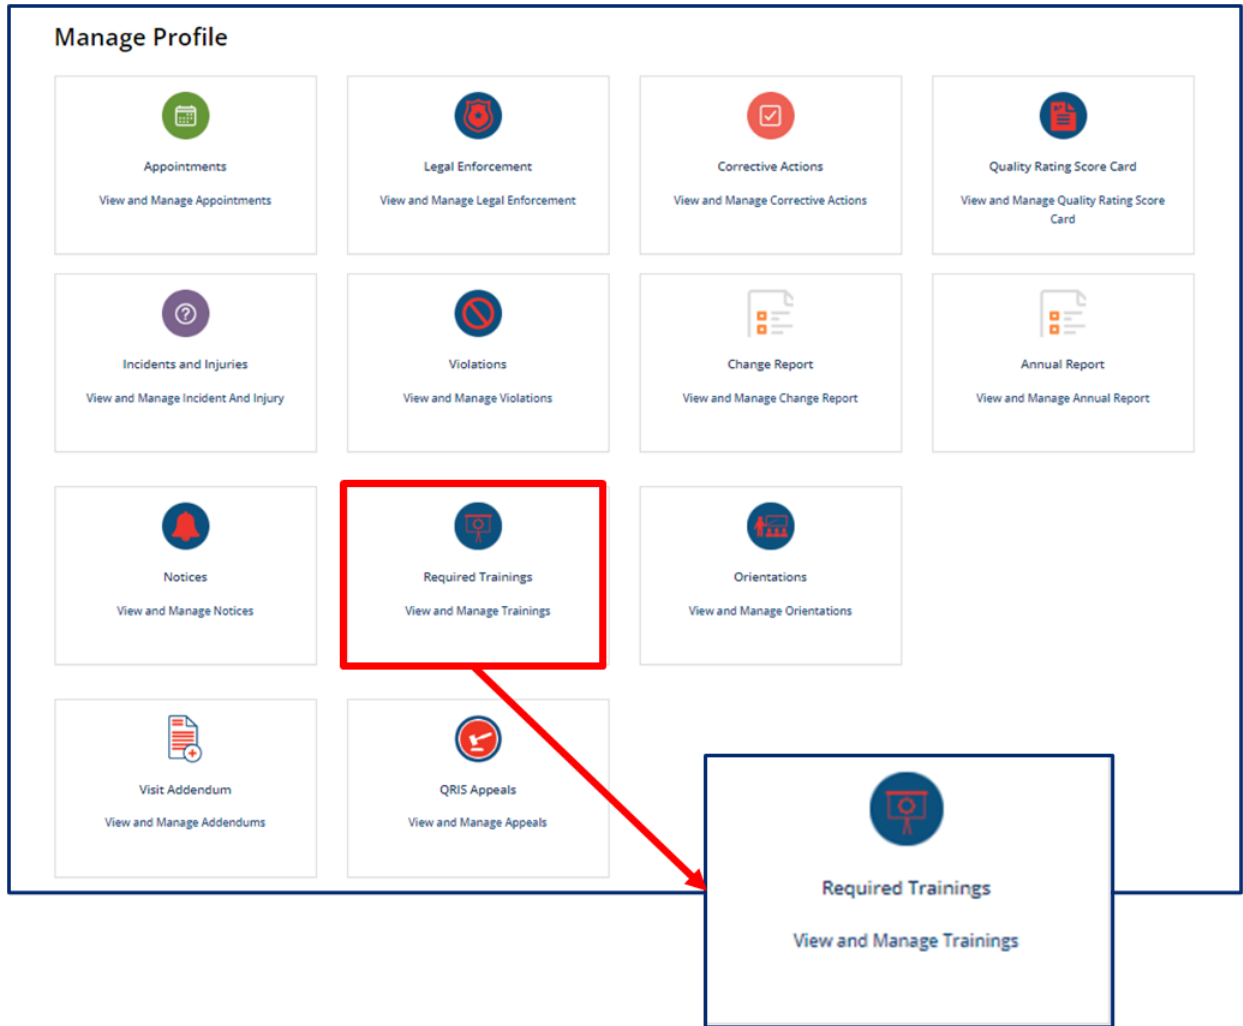 Manage Profile
Appointments
View and Manage Appointments
Legal Enforcement
View and Manage Legal Enforcement
Corrective Actions
View and Manage Corrective Actions
Quality Rating Score Card
View and Manage Quality Rating Score
Card
Incidents and Injuries
View and Manage Incident And Injury
Violations
View and Manage Violations
Change Report
View and Manage Change Report
Annual Report
View and Manage Annual Report
Notices
View and Manage Notices
Required Trainings
View and Manage Trainings
Orientations
View and Manage Orientations
Visit Addendum
View and Manage Addendums
QRIS Appeals
View and Manage Appeals
Required Trainings
View and Manage Trainings